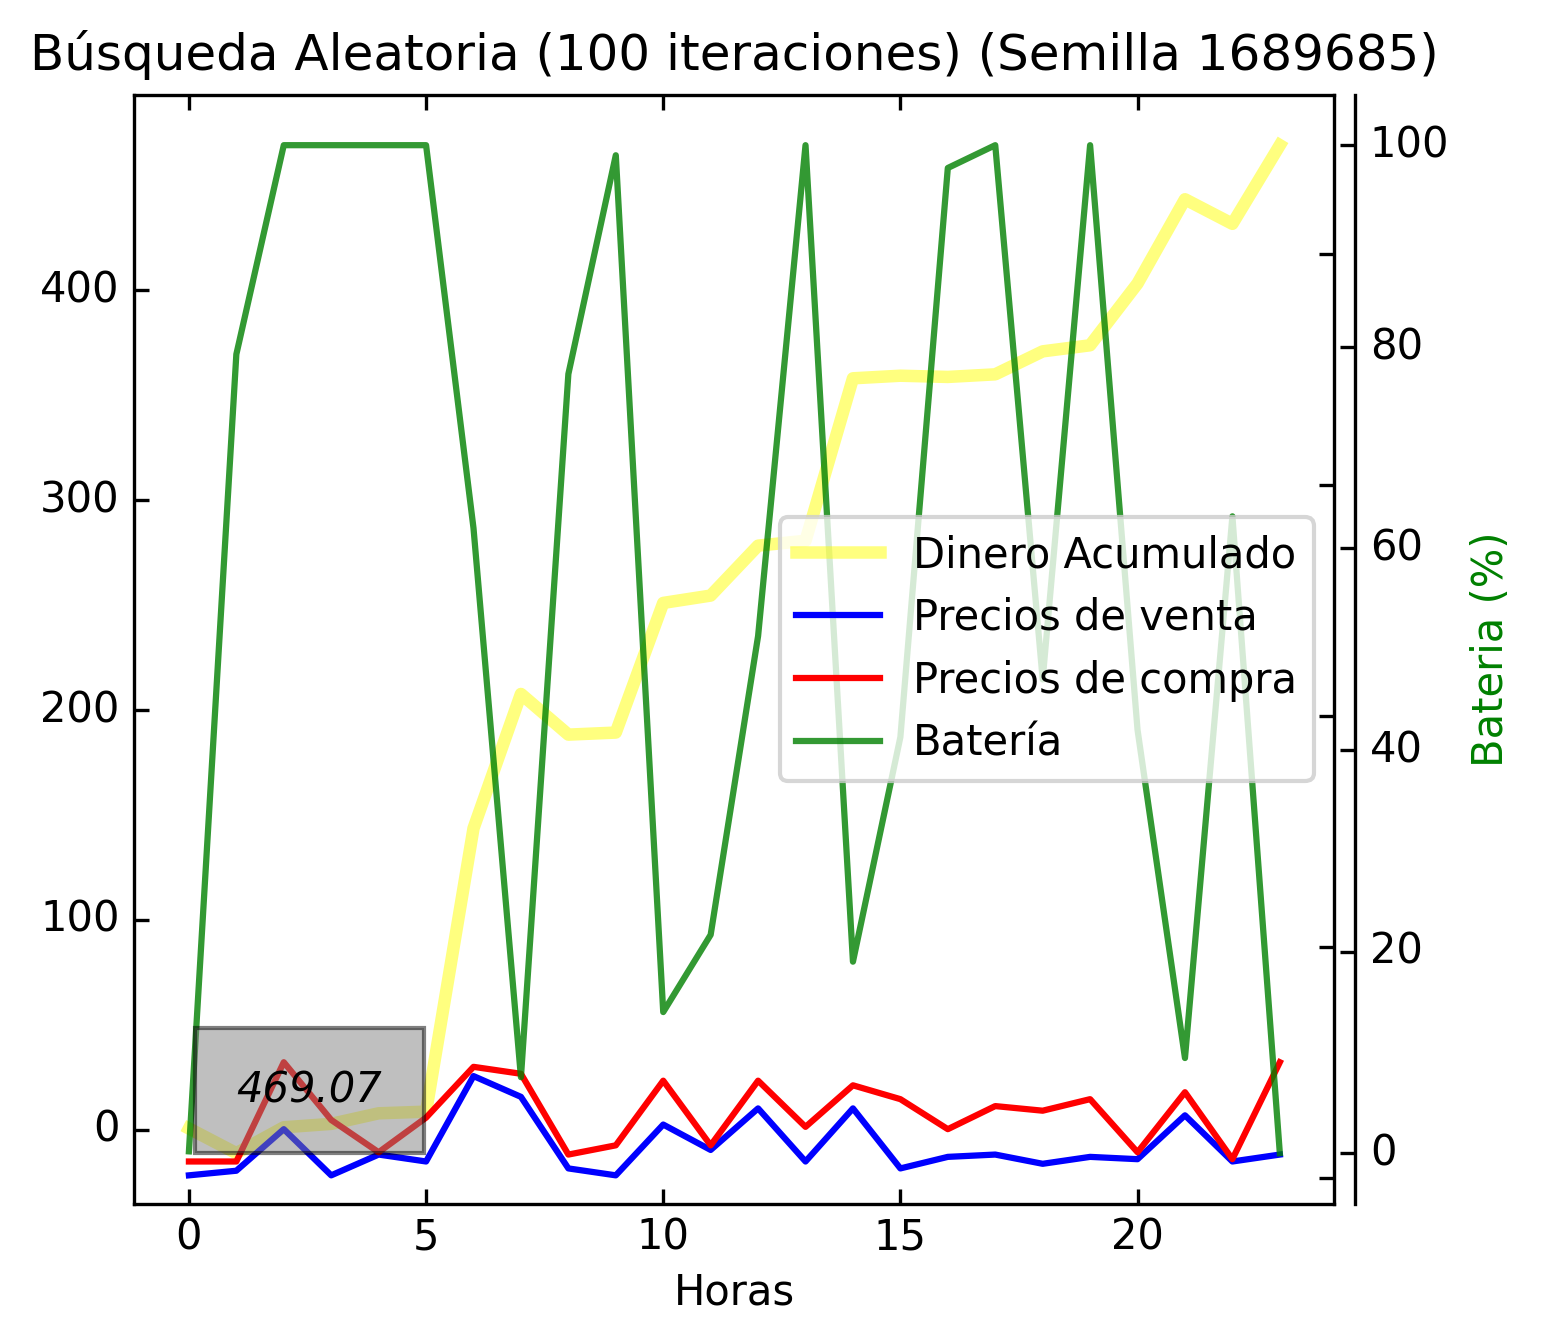 Búsqueda Aleatoria (100 iteraciones) (Semilla 1689685)
400
300
200
100
0
100
80
60
40
20
0
Bateria (%)
Dinero Acumulado
Precios de venta
Precios de compra
Batería
469.07
0 5 10 15 20
Horas